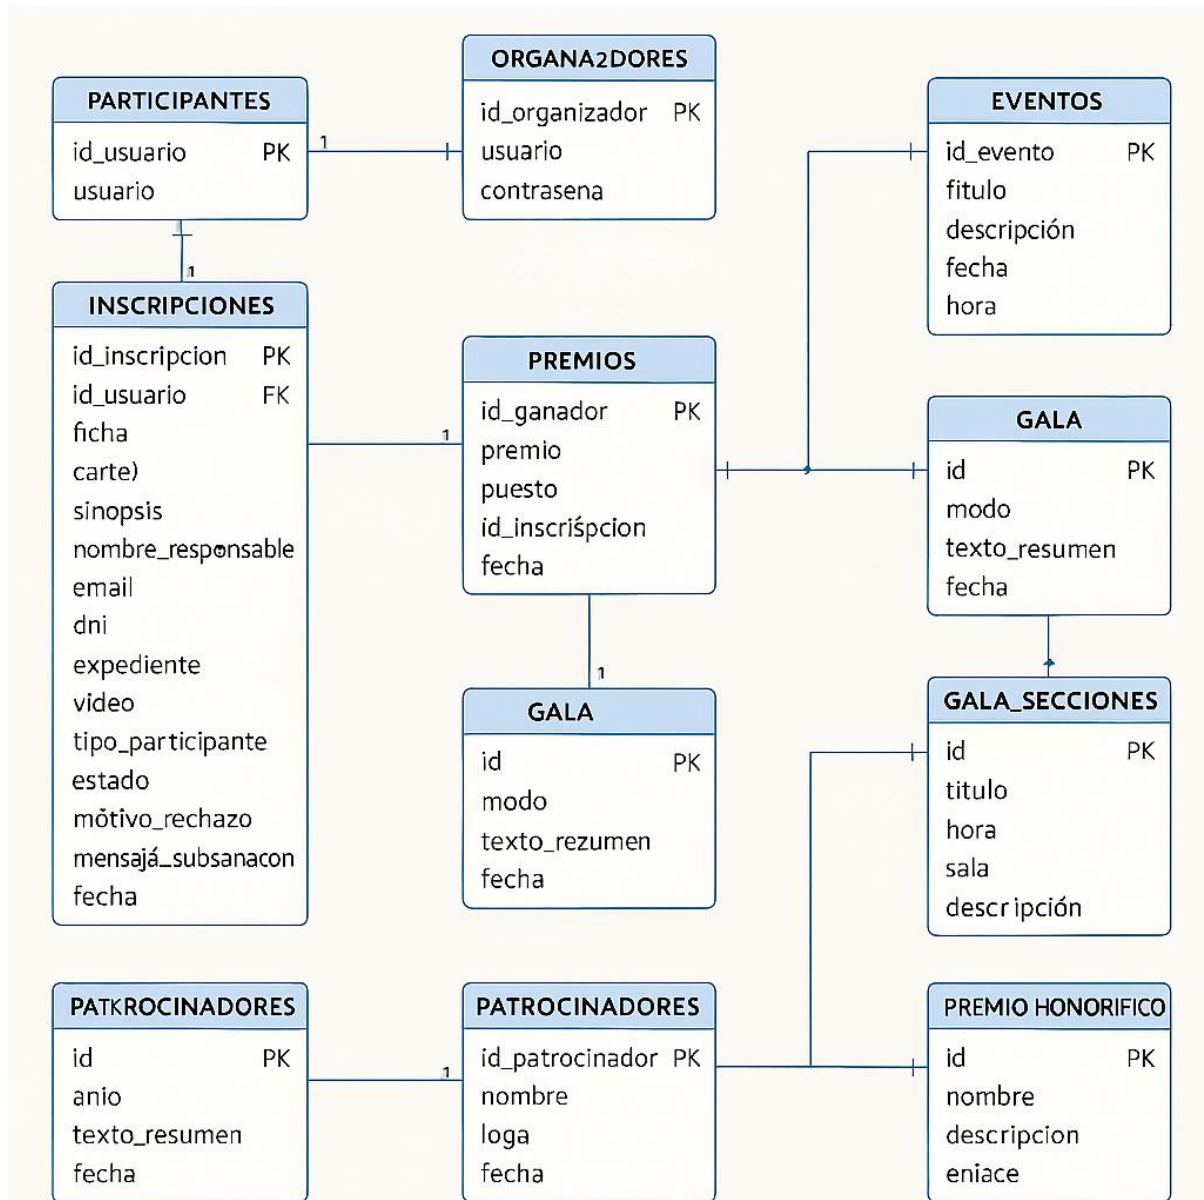 PARTICIPANTES
id_usuario PK
usuario
1
1
ORGANA2DORES
id_organizador PK
usuario
contrasena
EVENTOS
id_evento PK
fitulo
descripción
fecha
hora
INSCRIPCIONES
id_inscripcion PK
id_usuario FK
ficha
carte)
sinopsis
nombre_responsable
email
dni
expediente
video
tipo_participante
estado
mǒtivo_rechazo
mensajá_subsanacon
fecha
1
PREMIOS
id_ganador PK
premio
puesto
id_inscriśpcion
fecha
1
GALA
id PK
modo
texto_resumen
fecha
GALA
id PK
modo
texto_rezumen
fecha
GALA_SECCIONES
id PK
titulo
hora
sala
descripción
PATKROCINADORES
id PK
anio
texto_resumen
fecha
1
PATROCINADORES
id_patrocinador PK
nombre
loga
fecha
PREMIO HONORIFICO
id PK
nombre
descripcion
eniace